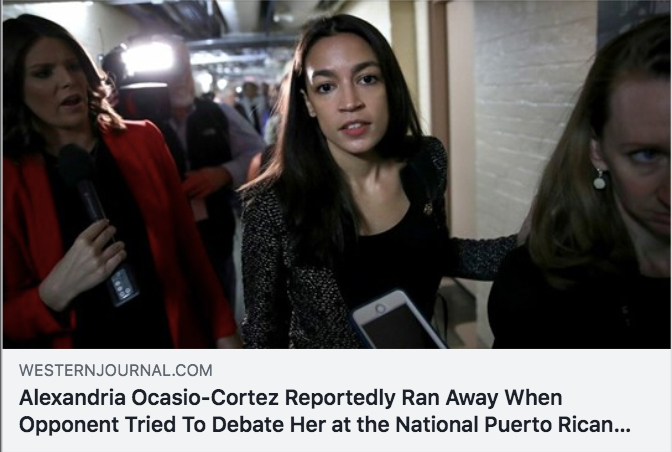 WESTERNJOURNAL.COM
Alexandria Ocasio-Cortez Reportedly Ran Away When
Opponent Tried To Debate Her at the National Puerto Rican...